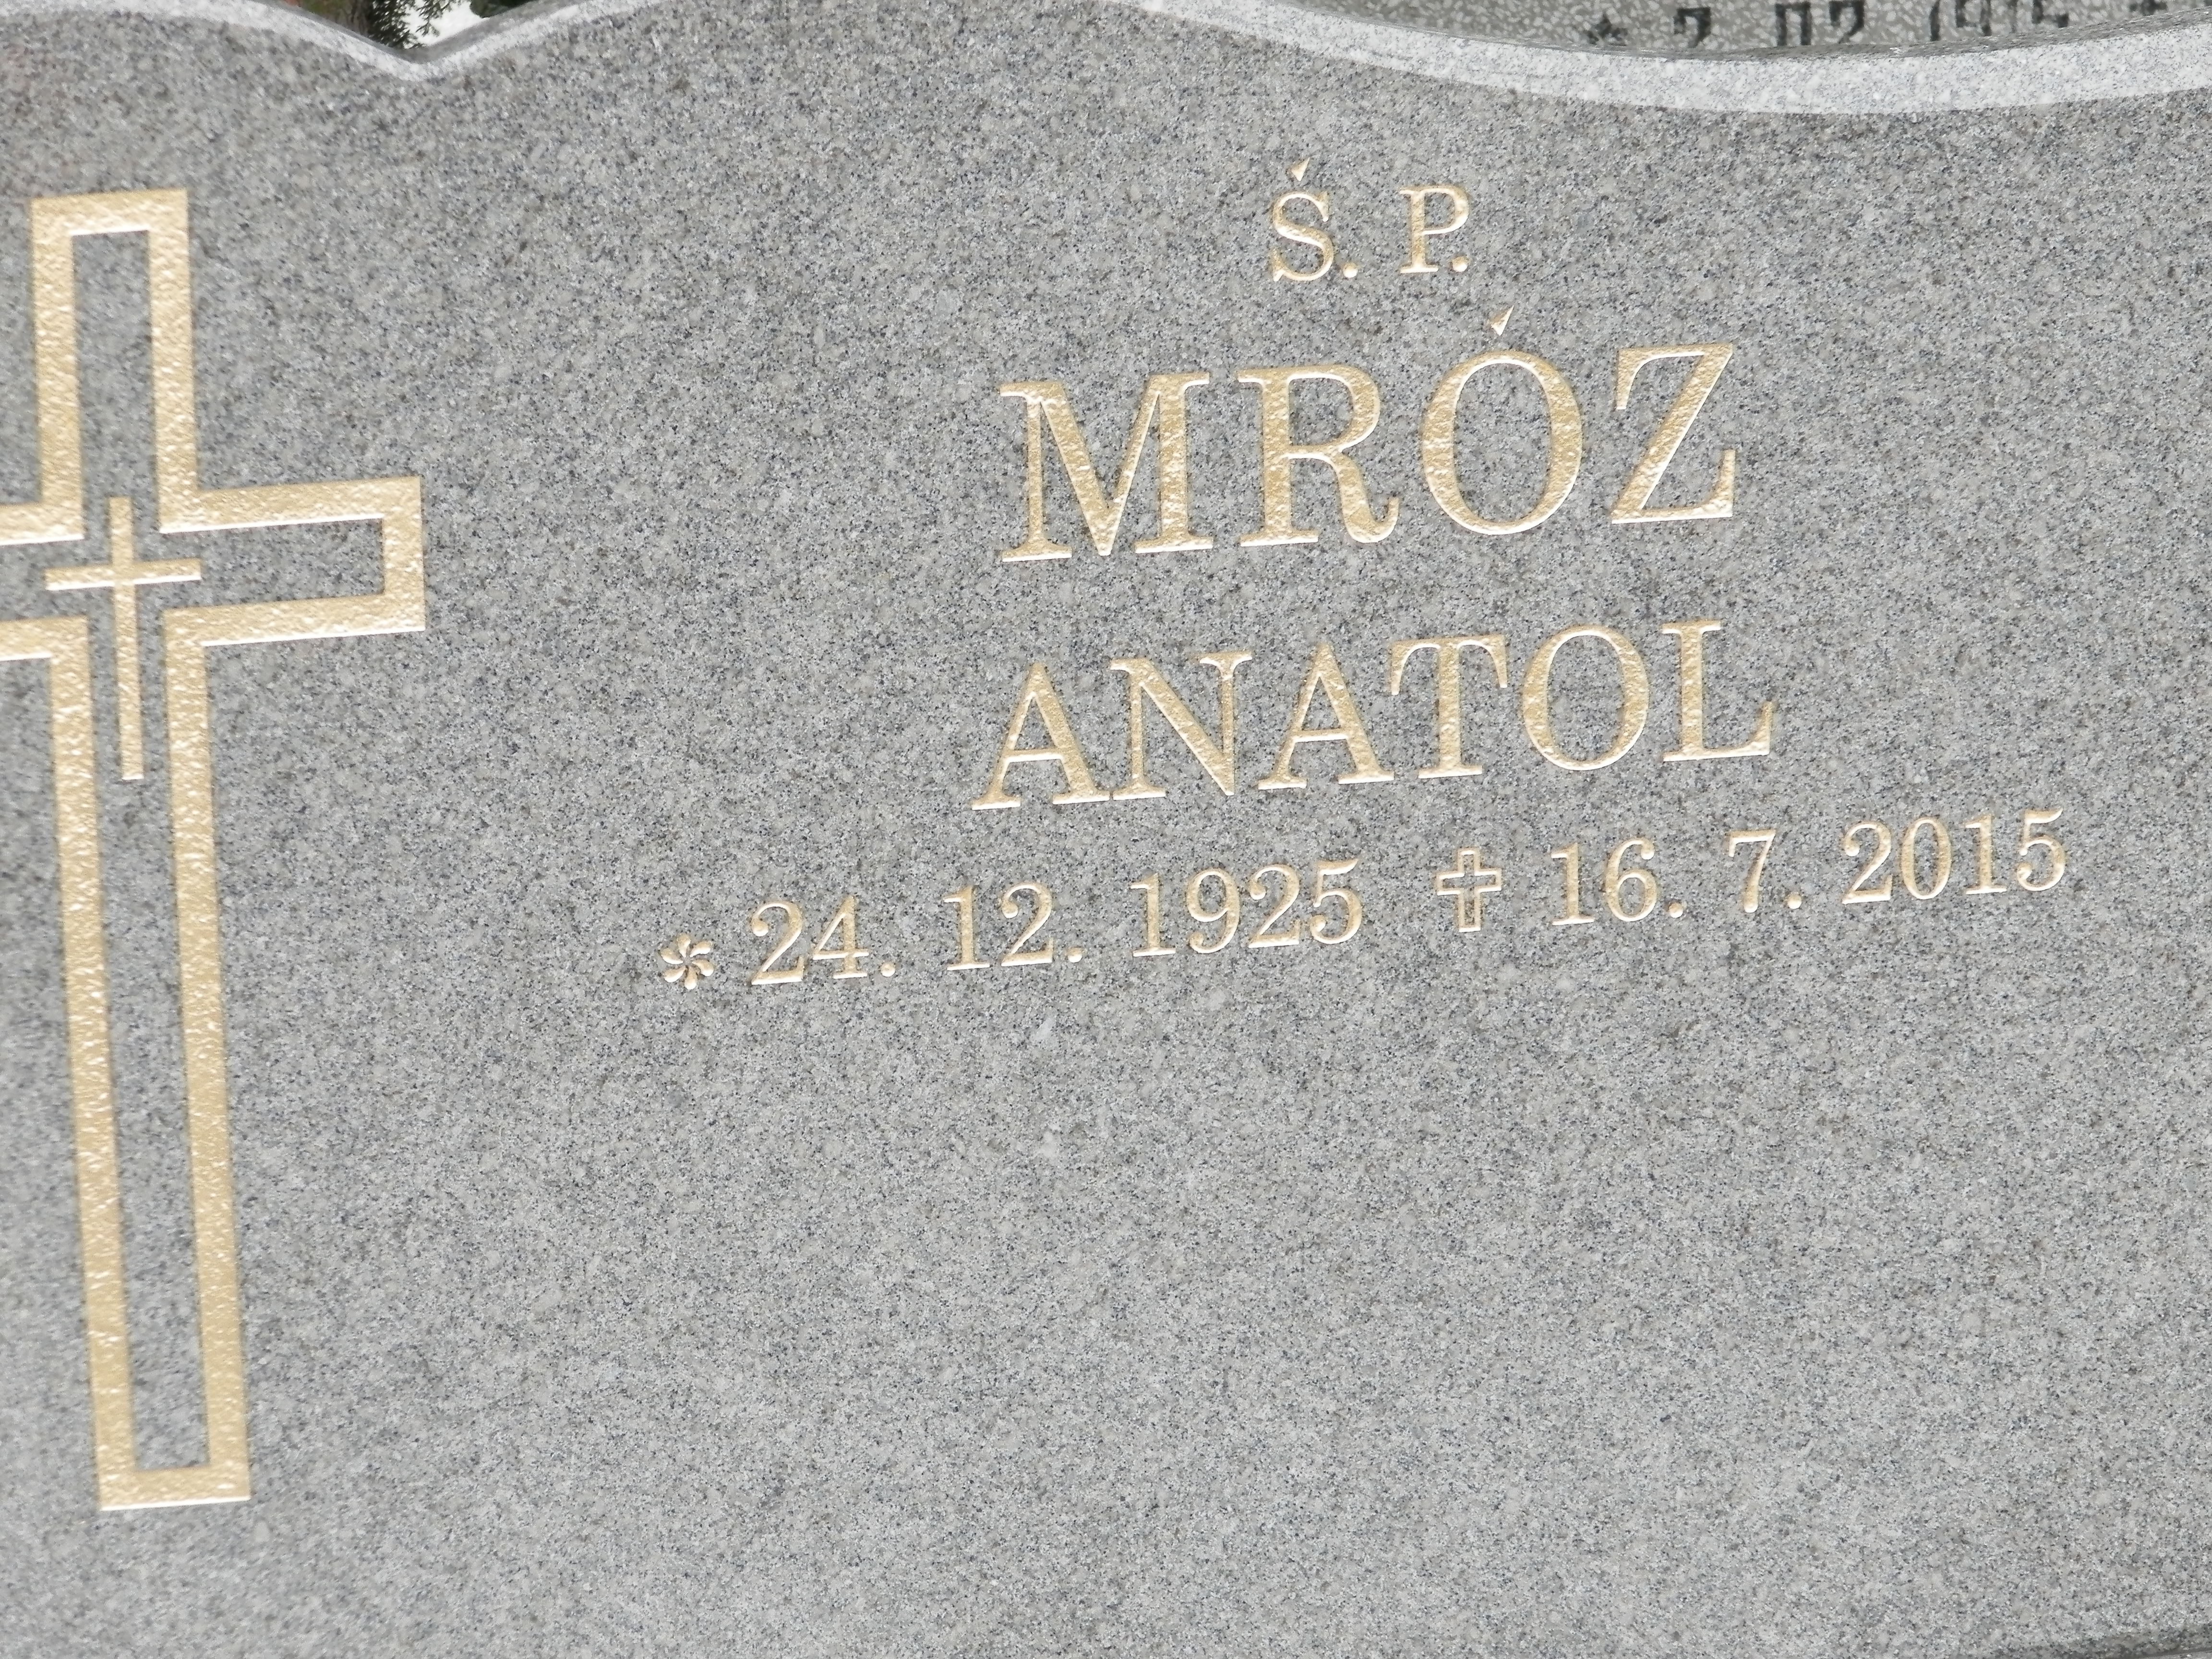 Ś. P.
MRÓZ
ANATOL
* 24. 12. 1925 ✝ 16. 7. 2015